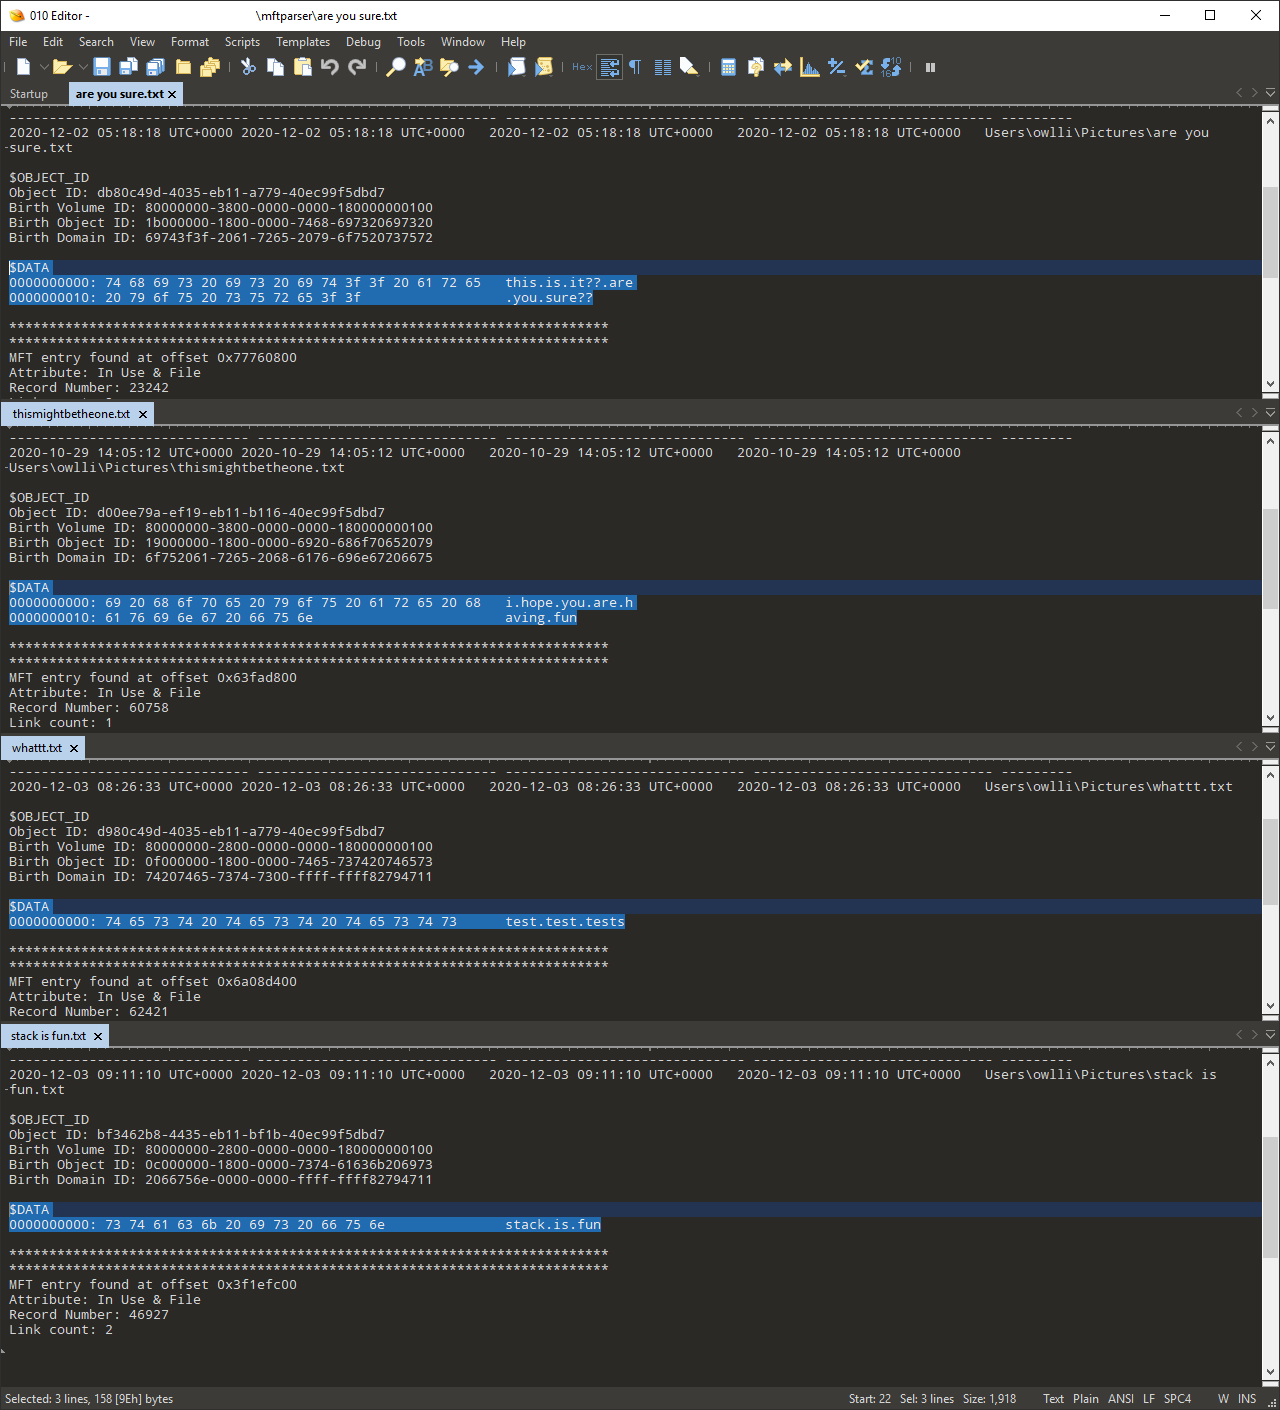 010 Editor - \mftparser\are you sure.txt
File Edit Search View Format Scripts Templates Debug Tools Window Help
Hex
Startup are you sure.txt
------------------------------ ------------------------------ ------------------------------ ------------------------------ ---------
2020-12-02 05:18:18 UTC+0000 2020-12-02 05:18:18 UTC+0000   2020-12-02 05:18:18 UTC+0000   2020-12-02 05:18:18 UTC+0000   Users\owlli\Pictures\are you
sure.txt
$OBJECT_ID
Object ID: db80c49d-4035-eb11-a779-40ec99f5dbd7
Birth Volume ID: 80000000-3800-0000-0000-180000000100
Birth Object ID: 1b000000-1800-0000-7468-697320697320
Birth Domain ID: 69743f3f-2061-7265-2079-6f7520737572
$DATA
0000000000: 74 68 69 73 20 69 73 20 69 74 3f 3f 20 61 72 65   this.is.it??.are
0000000010: 20 79 6f 75 20 73 75 72 65 3f 3f                  .you.sure??
***************************************************************************
***************************************************************************
MFT entry found at offset 0x77760800
Attribute: In Use & File
Record Number: 23242
thismightbetheone.txt
------------------------------ ------------------------------ ------------------------------ ------------------------------ ---------
2020-10-29 14:05:12 UTC+0000 2020-10-29 14:05:12 UTC+0000   2020-10-29 14:05:12 UTC+0000   2020-10-29 14:05:12 UTC+0000
Users\owlli\Pictures\thismightbetheone.txt
$OBJECT_ID
Object ID: d00ee79a-ef19-eb11-b116-40ec99f5dbd7
Birth Volume ID: 80000000-3800-0000-0000-180000000100
Birth Object ID: 19000000-1800-0000-6920-686f70652079
Birth Domain ID: 6f752061-7265-2068-6176-696e67206675
$DATA
0000000000: 69 20 68 6f 70 65 20 79 6f 75 20 61 72 65 20 68   i.hope.you.are.h
0000000010: 61 76 69 6e 67 20 66 75 6e                        aving.fun
***************************************************************************
***************************************************************************
MFT entry found at offset 0x63fad800
Attribute: In Use & File
Record Number: 60758
Link count: 1
whattt.txt
------------------------------ ------------------------------ ------------------------------ ------------------------------ ---------
2020-12-03 08:26:33 UTC+0000 2020-12-03 08:26:33 UTC+0000   2020-12-03 08:26:33 UTC+0000   2020-12-03 08:26:33 UTC+0000   Users\owlli\Pictures\whattt.txt
$OBJECT_ID
Object ID: d980c49d-4035-eb11-a779-40ec99f5dbd7
Birth Volume ID: 80000000-2800-0000-0000-180000000100
Birth Object ID: 0f000000-1800-0000-7465-737420746573
Birth Domain ID: 74207465-7374-7300-ffff-ffff82794711
$DATA
0000000000: 74 65 73 74 20 74 65 73 74 20 74 65 73 74 73      test.test.tests
***************************************************************************
***************************************************************************
MFT entry found at offset 0x6a08d400
Attribute: In Use & File
Record Number: 62421
stack is fun.txt
------------------------------ ------------------------------ ------------------------------ ------------------------------ ---------
2020-12-03 09:11:10 UTC+0000 2020-12-03 09:11:10 UTC+0000   2020-12-03 09:11:10 UTC+0000   2020-12-03 09:11:10 UTC+0000   Users\owlli\Pictures\stack is
fun.txt
$OBJECT_ID
Object ID: bf3462b8-4435-eb11-bf1b-40ec99f5dbd7
Birth Volume ID: 80000000-2800-0000-0000-180000000100
Birth Object ID: 0c000000-1800-0000-7374-61636b206973
Birth Domain ID: 2066756e-0000-0000-ffff-ffff82794711
$DATA
0000000000: 73 74 61 63 6b 20 69 73 20 66 75 6e               stack.is.fun
***************************************************************************
***************************************************************************
MFT entry found at offset 0x3f1efc00
Attribute: In Use & File
Record Number: 46927
Link count: 2
Selected: 3 lines, 158 [9Eh] bytes Start: 22 Sel: 3 lines Size: 1,918 Text Plain ANSI LF SPC4 W INS